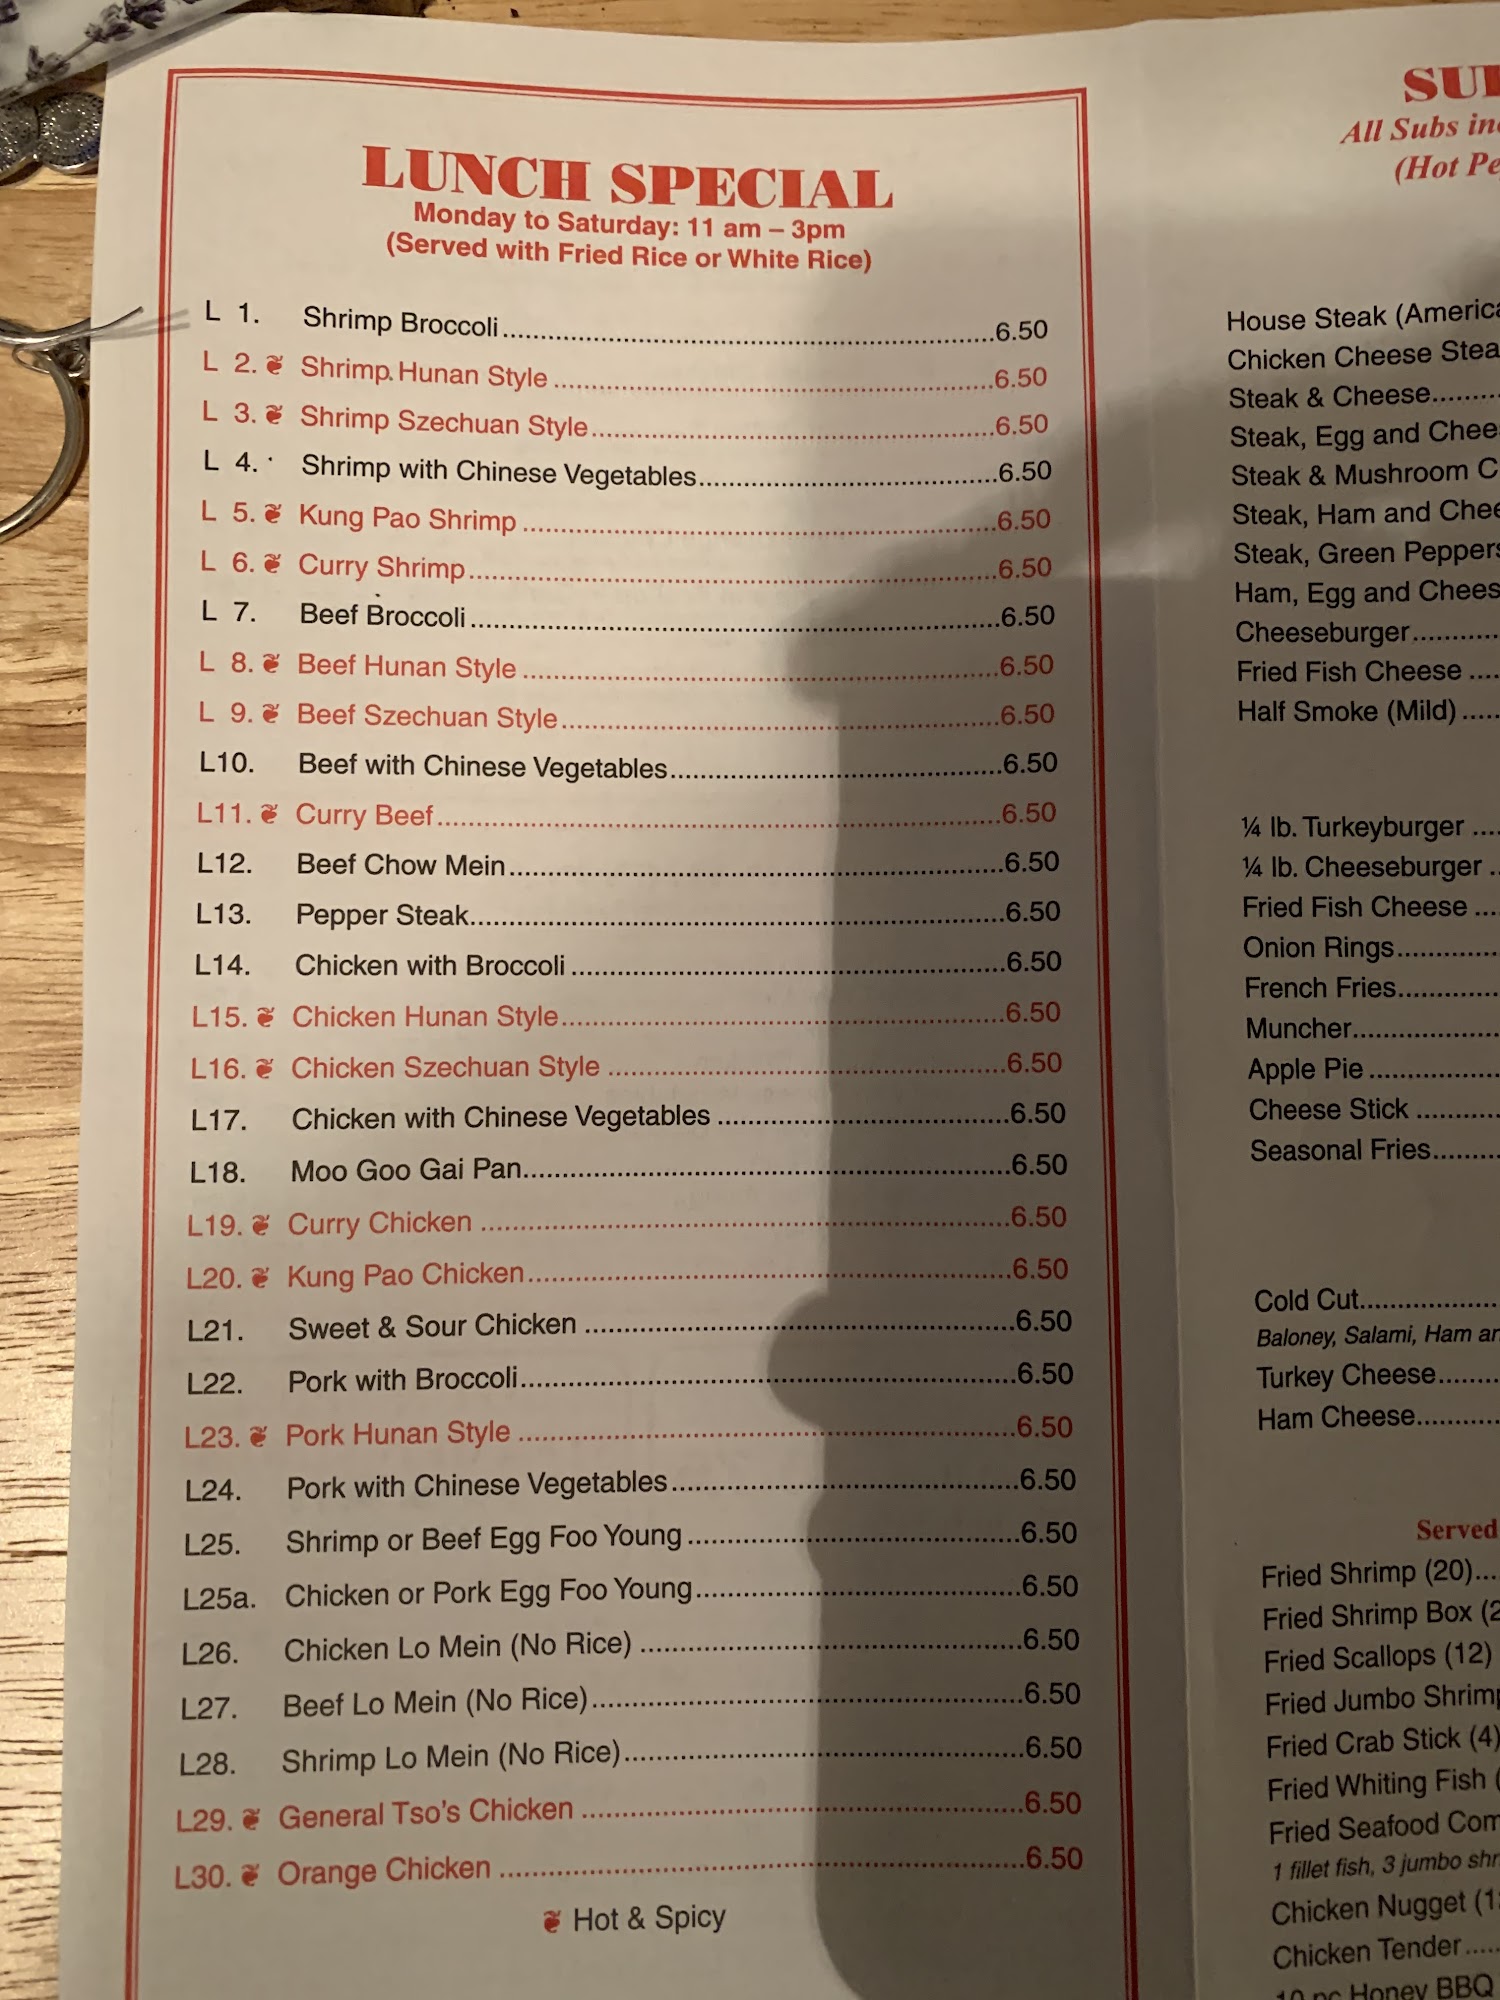 LUNCH SPECIAL
Monday to Saturday: 11 am – 3pm
(Served with Fried Rice or White Rice)
L 1. Shrimp Broccoli 6.50
L 2. Shrimp Hunan Style 6.50
L 3. Shrimp Szechuan Style 6.50
L 4. Shrimp with Chinese Vegetables 6.50
L 5. Kung Pao Shrimp 6.50
L 6. Curry Shrimp 6.50
L 7. Beef Broccoli 6.50
L 8. Beef Hunan Style 6.50
L 9. Beef Szechuan Style 6.50
L10. Beef with Chinese Vegetables 6.50
L11. Curry Beef 6.50
L12. Beef Chow Mein 6.50
L13. Pepper Steak 6.50
L14. Chicken with Broccoli 6.50
L15. Chicken Hunan Style 6.50
L16. Chicken Szechuan Style 6.50
L17. Chicken with Chinese Vegetables 6.50
L18. Moo Goo Gai Pan 6.50
L19. Curry Chicken 6.50
L20. Kung Pao Chicken 6.50
L21. Sweet & Sour Chicken 6.50
L22. Pork with Broccoli 6.50
L23. Pork Hunan Style 6.50
L24. Pork with Chinese Vegetables 6.50
L25. Shrimp or Beef Egg Foo Young 6.50
L25a. Chicken or Pork Egg Foo Young 6.50
L26. Chicken Lo Mein (No Rice) 6.50
L27. Beef Lo Mein (No Rice) 6.50
L28. Shrimp Lo Mein (No Rice) 6.50
L29. General Tso's Chicken 6.50
L30. Orange Chicken 6.50
Hot & Spicy
All Subs
(Hot
House Steak
Chicken Cheese
Steak & Cheese
Steak, Egg and
Steak & Mushroom
Steak, Ham and
Steak, Green
Ham, Egg and
Cheeseburger
Fried Fish Cheese
Half Smoke (Mild)
¼ lb. Turkeyburger
¼ lb. Cheeseburger
Fried Fish Cheese
Onion Rings
French Fries
Muncher
Apple Pie
Cheese Stick
Seasonal Fries
Cold Cut
Baloney, Salami, Ham
Turkey Cheese
Ham Cheese
Served
Fried Shrimp (20)
Fried Shrimp Box
Fried Scallops (12)
Fried Jumbo
Fried Crab Stick (4)
Fried Whiting Fish
Fried Seafood
1 fillet fish, 3 jumbo
Chicken Nugget
Chicken Tender
Honey BBQ